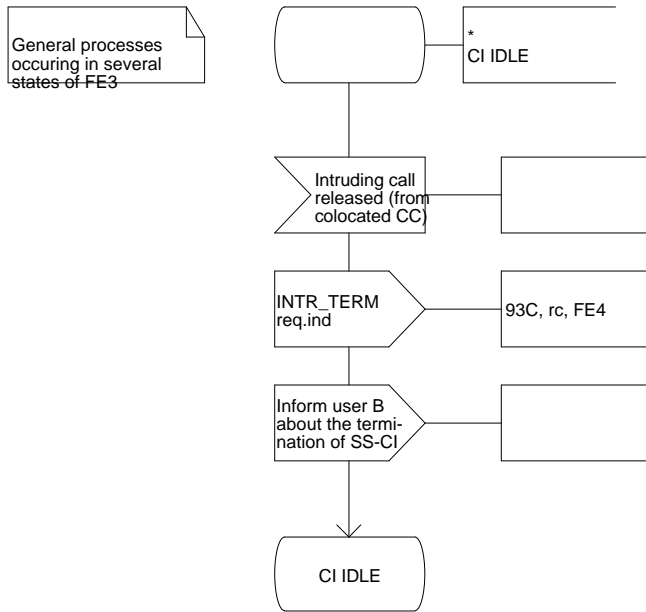 General processes
occuring in several
states of FE3
*
CI IDLE
Intruding call
released (from
colocated CC)
INTR_TERM
req.ind
93C, rc, FE4
Inform user B
about the termi-
nation of SS-CI
CI IDLE